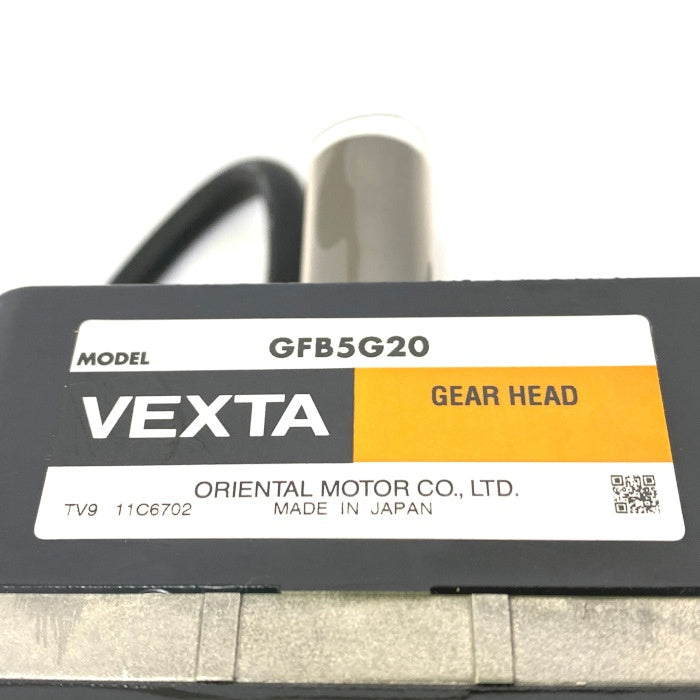 MODEL GFB5G20
VEXTA GEAR HEAD
ORIENTAL MOTOR CO., LTD.
TV9 11C6702 MADE IN JAPAN